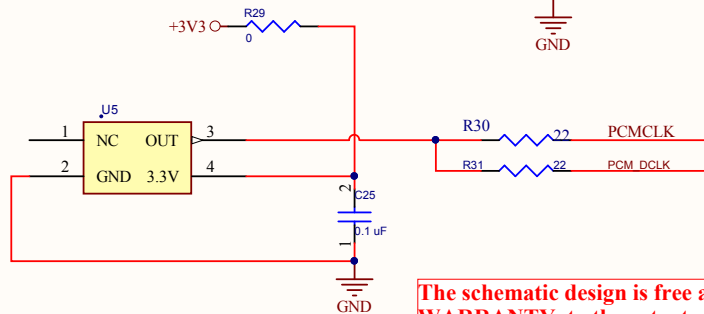 R29
+3V3
0
GND
U5
1 NC OUT 3
2 GND 3.3V 4
R30 22 PCMCLK
R31 22 PCM_DCLK
2
C25
0.1 uF
1
GND
The schematic design is free a
WARRANTY